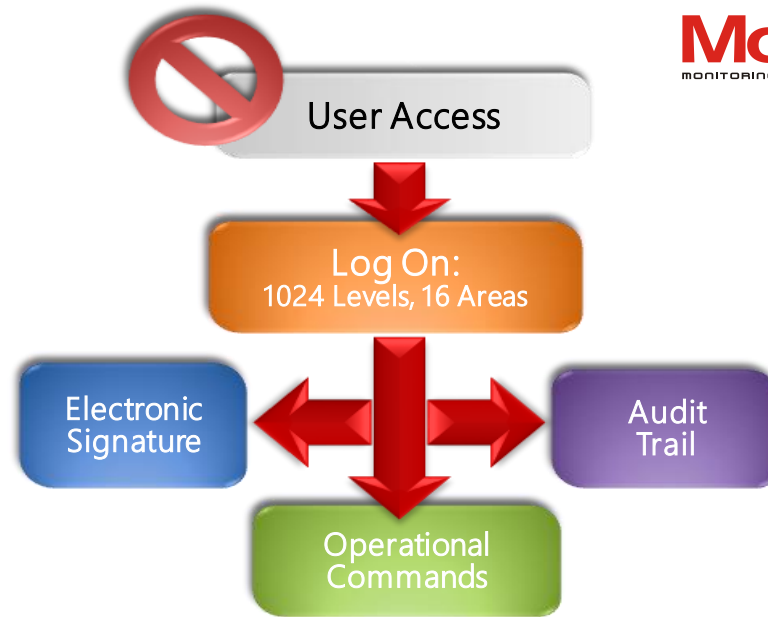 User Access
Log On:
1024 Levels, 16 Areas
Electronic
Signature
Audit
Trail
Operational
Commands